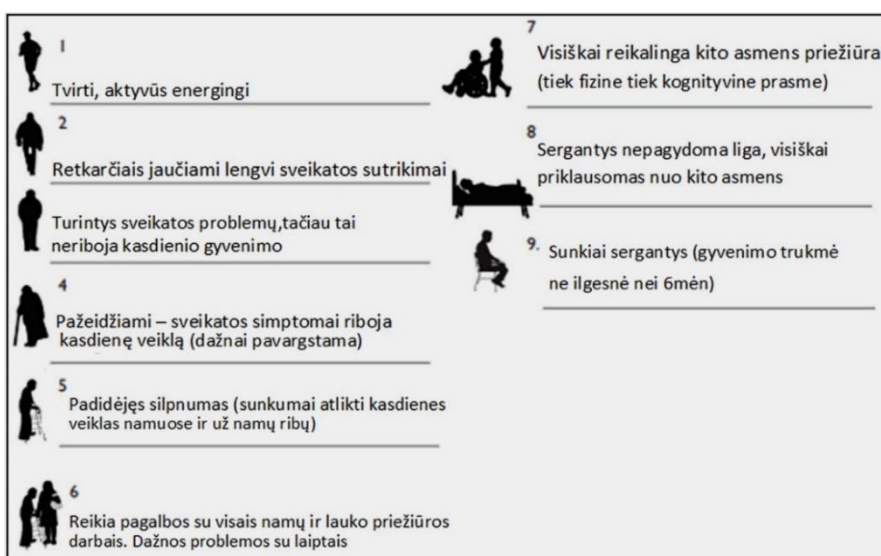 1
Tvirti, aktyvūs energingi
2
Retkarčiais jaučiami lengvi sveikatos sutrikimai
Turintys sveikatos problemų,tačiau tai
neriboja kasdienio gyvenimo
4
Pažeidžiami – sveikatos simptomai riboja
kasdienę veiklą (dažnai pavargstama)
5
Padidėjęs silpnumas (sunkumai atlikti kasdienes
veiklas namuose ir už namų ribų)
6
Reikia pagalbos su visais namų ir lauko priežiūros
darbais. Dažnos problemos su laiptais
7
Visiškai reikalinga kito asmens priežiūra
(tiek fizine tiek kognityvine prasme)
8
Sergantys nepagydoma liga, visiškai
priklausomas nuo kito asmens
9. Sunkiai sergantys (gyvenimo trukmė
ne ilgesnė nei 6mėn)